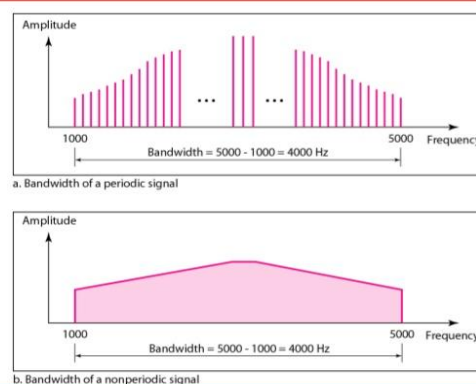 Amplitude
... ...
1000 5000 Frequency
Bandwidth = 5000 - 1000 = 4000 Hz
a. Bandwidth of a periodic signal
Amplitude
1000 5000 Frequency
Bandwidth = 5000 - 1000 = 4000 Hz
b. Bandwidth of a nonperiodic signal